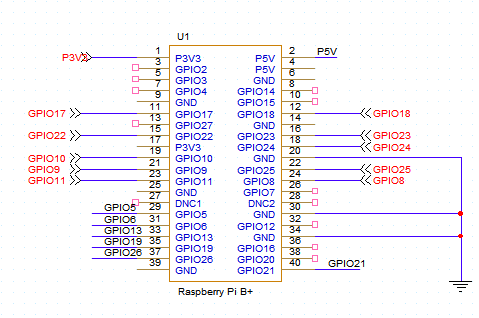 U1
1 2 P5V
P3V3 P3V3 P5V
3 4
GPIO2 P5V
5 6
GPIO3 GND
7 8
GPIO4 GPIO14
9 10
GND GPIO15
11 12
GPIO17 GPIO17 GPIO18 GPIO18
13 14
GPIO27 GND
15 16
GPIO22 GPIO22 GPIO23 GPIO23
17 18
P3V3 GPIO24 GPIO24
19 20
GPIO10 GPIO10 GND
21 22
GPIO9 GPIO9 GPIO25 GPIO25
23 24
GPIO11 GPIO11 GPIO8 GPIO8
25 26
GND GPIO7
27 28
DNC1 DNC2
GPIO5 29 30
GPIO5 GND
GPIO6 31 32
GPIO6 GPIO12
GPIO13 33 34
GPIO13 GND
GPIO19 35 36
GPIO19 GPIO16
GPIO26 37 38
GPIO26 GPIO20
39 40 GPIO21
GND GPIO21
Raspberry Pi B+